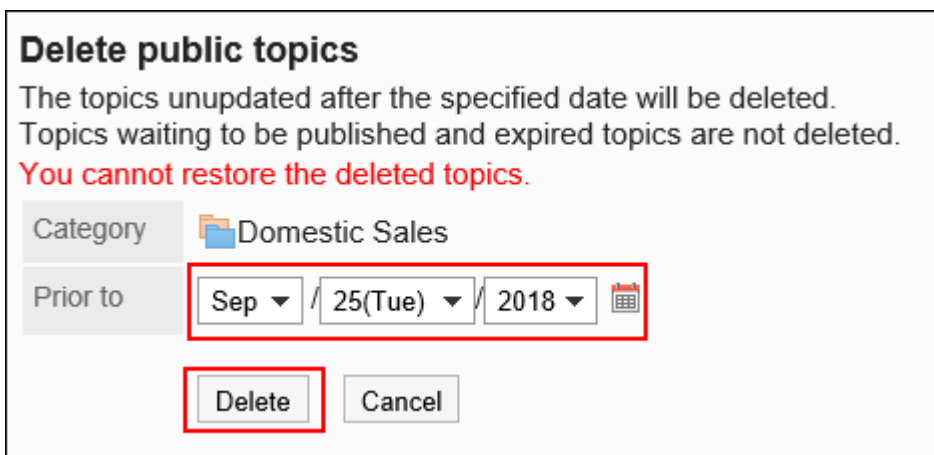 Delete public topics
The topics unupdated after the specified date will be deleted.
Topics waiting to be published and expired topics are not deleted.
You cannot restore the deleted topics.
Category Domestic Sales
Prior to Sep / 25(Tue) / 2018
Delete Cancel